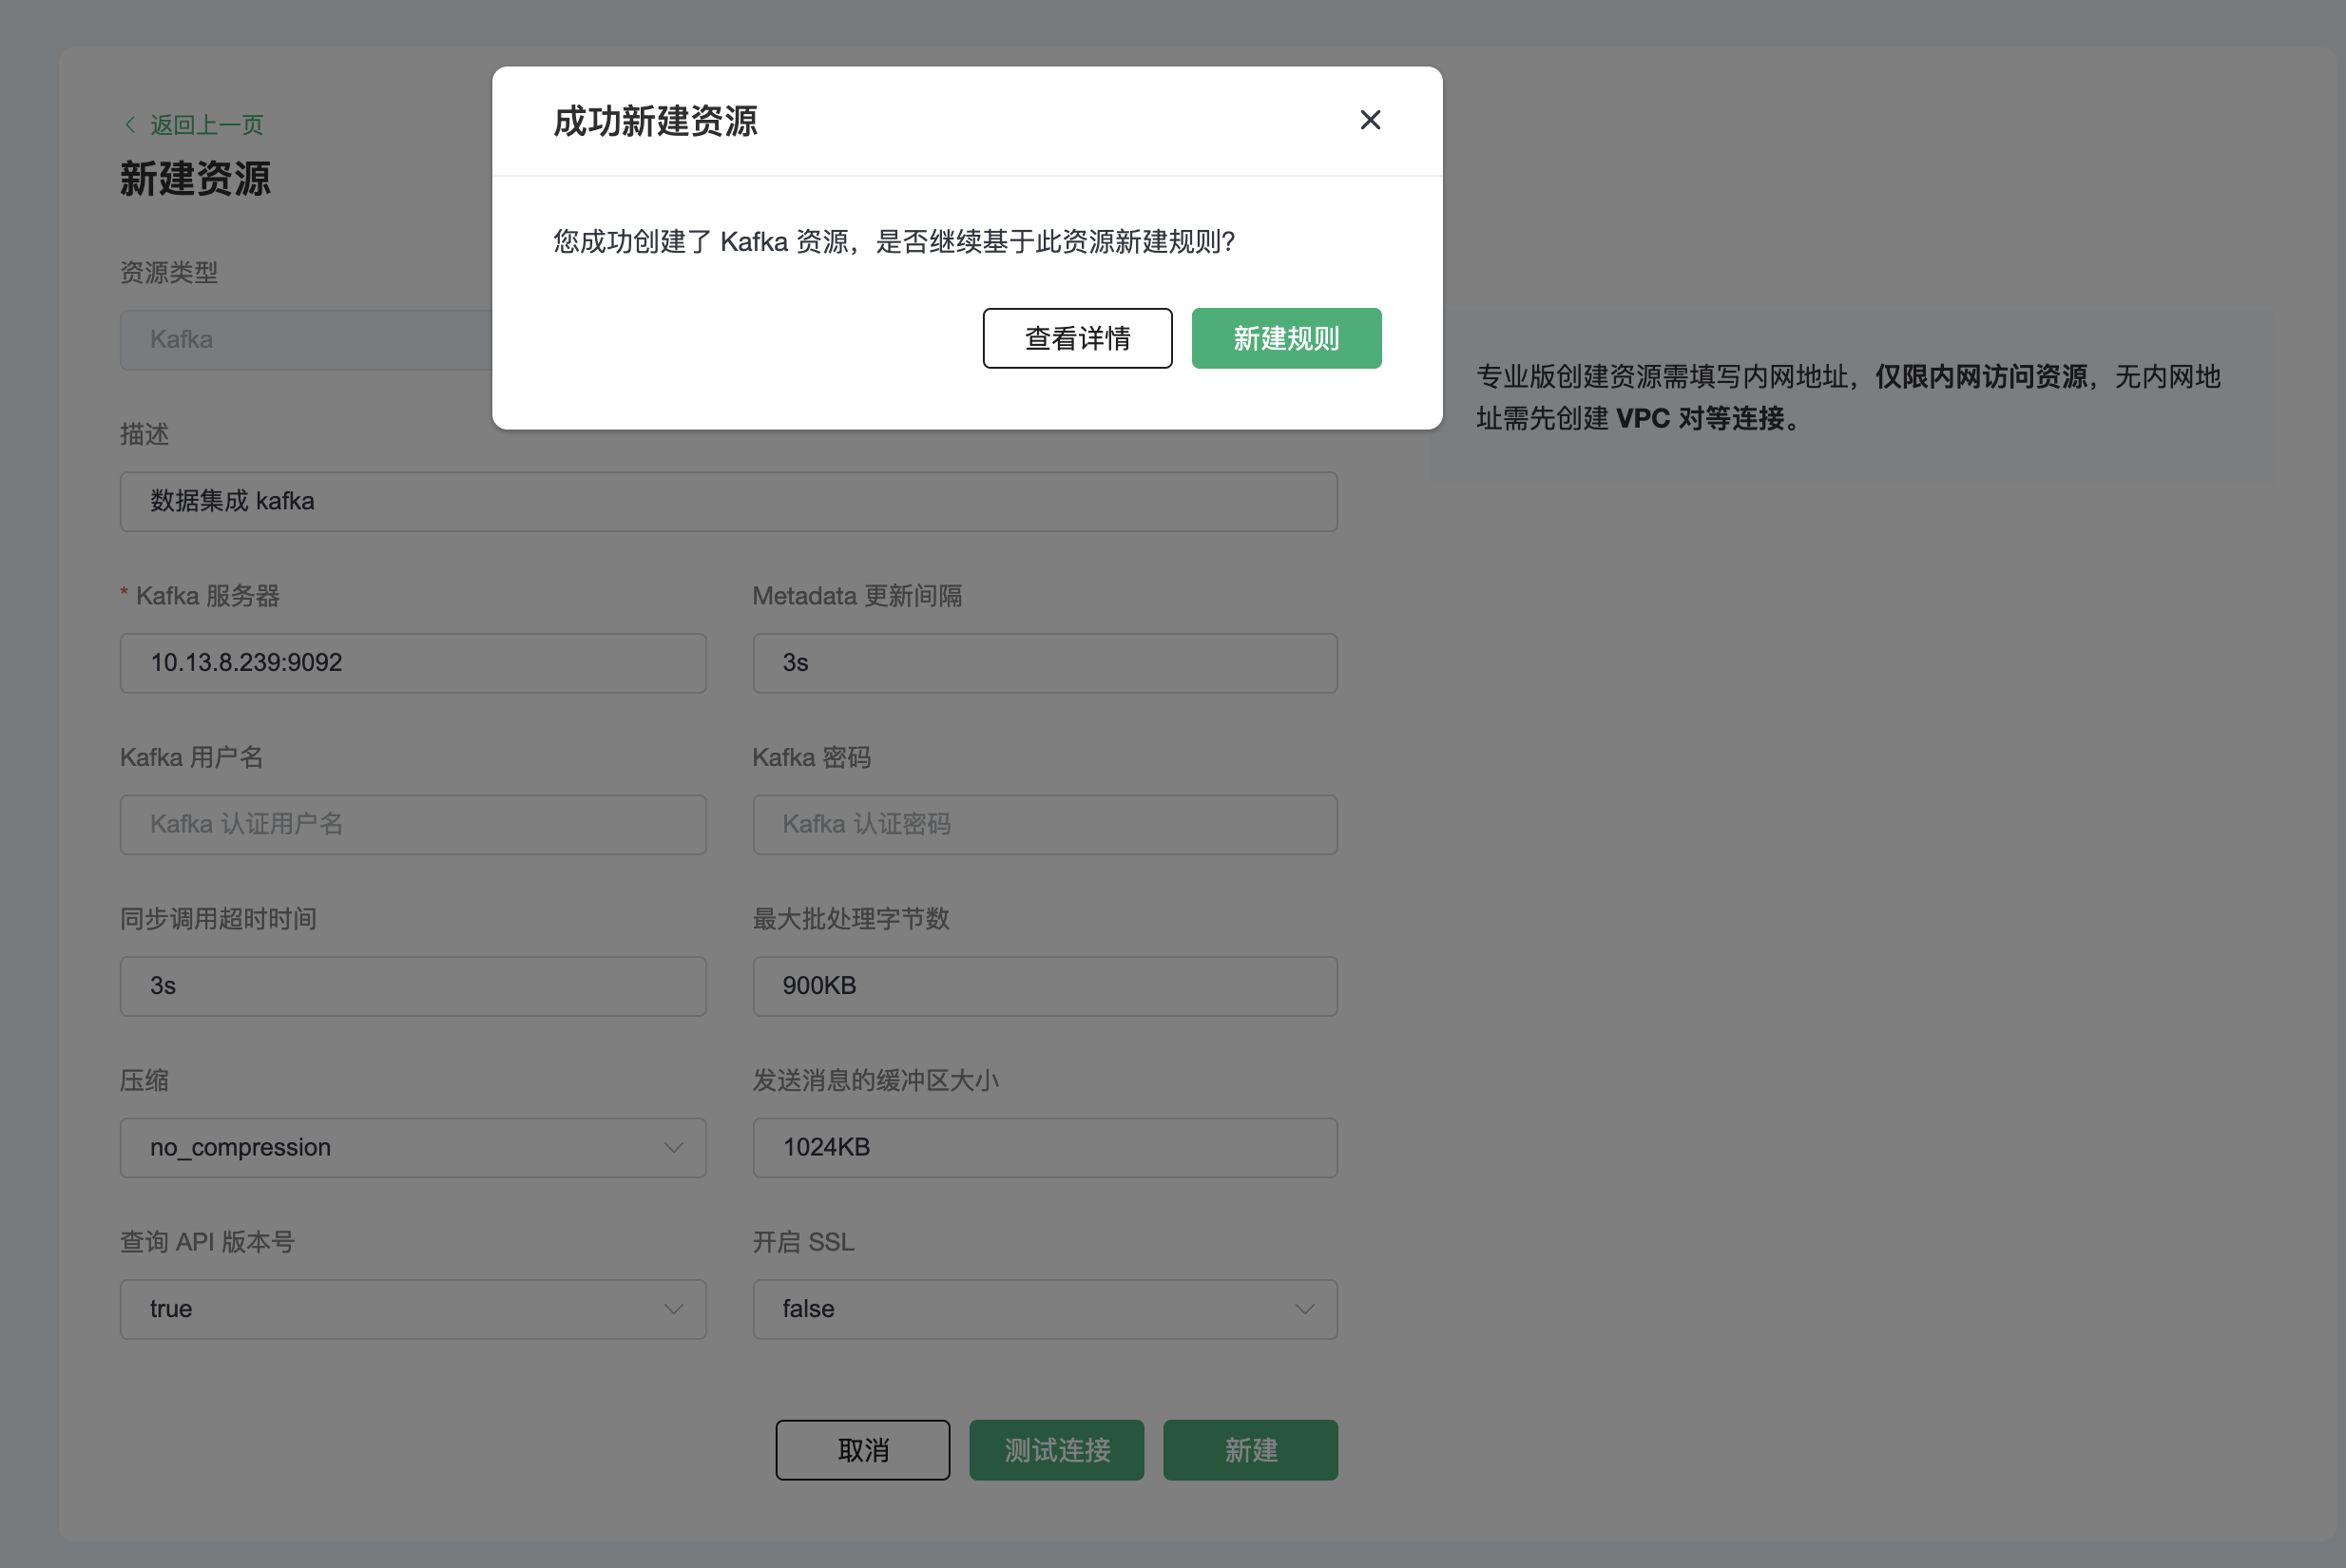 返回上一页
新建资源
成功新建资源
您成功创建了 Kafka 资源，是否继续基于此资源新建规则?
查看详情
新建规则
资源类型
Kafka
专业版创建资源需填写内网地址，仅限内网访问资源，无内网地
址需先创建 VPC 对等连接。
描述
数据集成 kafka
* Kafka 服务器
Metadata 更新间隔
10.13.8.239:9092
3s
Kafka 用户名
Kafka 密码
Kafka 认证用户名
Kafka 认证密码
同步调用超时时间
最大批处理字节数
3s
900KB
压缩
发送消息的缓冲区大小
no_compression
1024KB
查询 API 版本号
开启 SSL
true
false
取消
测试连接
新建